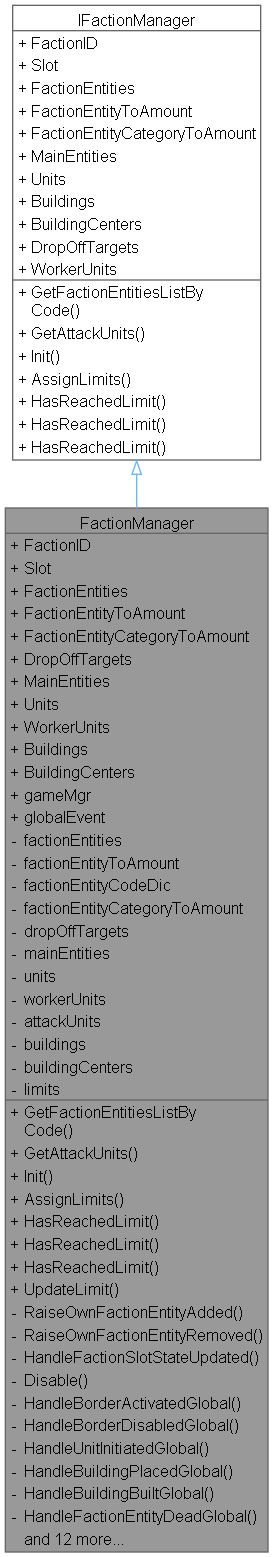 IFactionManager
+ FactionID
+ Slot
+ FactionEntities
+ FactionEntityToAmount
+ FactionEntityCategoryToAmount
+ MainEntities
+ Units
+ Buildings
+ BuildingCenters
+ DropOffTargets
+ WorkerUnits
+ GetFactionEntitiesListBy
Code()
+ GetAttackUnits()
+ Init()
+ AssignLimits()
+ HasReachedLimit()
+ HasReachedLimit()
+ HasReachedLimit()
FactionManager
+ FactionID
+ Slot
+ FactionEntities
+ FactionEntityToAmount
+ FactionEntityCategoryToAmount
+ DropOffTargets
+ MainEntities
+ Units
+ WorkerUnits
+ Buildings
+ BuildingCenters
+ gameMgr
+ globalEvent
- factionEntities
- factionEntityToAmount
- factionEntityCodeDic
- factionEntityCategoryToAmount
- dropOffTargets
- mainEntities
- units
- workerUnits
- attackUnits
- buildings
- buildingCenters
- limits
+ GetFactionEntitiesListBy
Code()
+ GetAttackUnits()
+ Init()
+ AssignLimits()
+ HasReachedLimit()
+ HasReachedLimit()
+ HasReachedLimit()
+ UpdateLimit()
- RaiseOwnFactionEntityAdded()
- RaiseOwnFactionEntityRemoved()
- HandleFactionSlotStateUpdated()
- Disable()
- HandleBorderActivatedGlobal()
- HandleBorderDisabledGlobal()
- HandleUnitInitiatedGlobal()
- HandleBuildingPlacedGlobal()
- HandleBuildingBuiltGlobal()
- HandleFactionEntityDeadGlobal()
and 12 more...